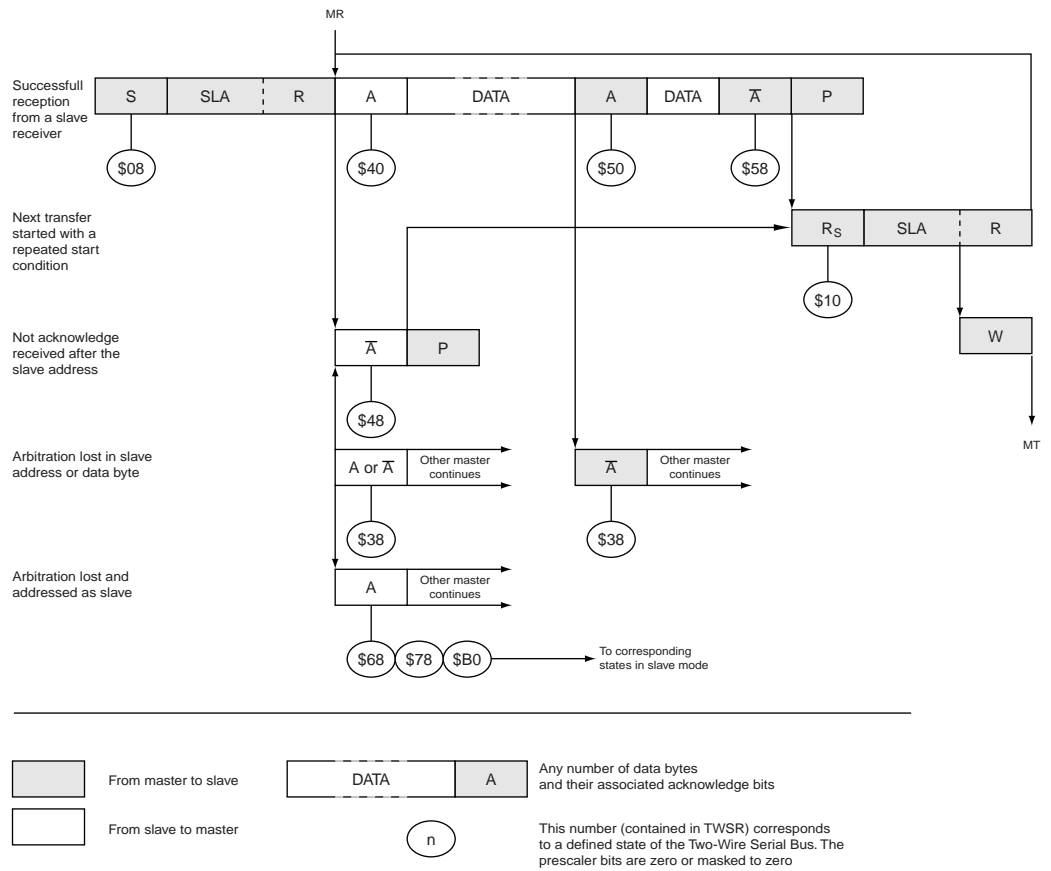 MR
Successfull
reception
from a slave
receiver
S SLA R A DATA A DATA A̅ P
$08 $40 $50 $58
Next transfer
started with a
repeated start
condition
RS SLA R
$10
Not acknowledge
received after the
slave address
A̅ P
W
$48
MT
Arbitration lost in slave
address or data byte
A or A̅
Other master
continues
A̅
Other master
continues
$38 $38
Arbitration lost and
addressed as slave
A
Other master
continues
$68 $78 $B0
To corresponding
states in slave mode
From master to slave
DATA A
Any number of data bytes
and their associated acknowledge bits
From slave to master
n
This number (contained in TWSR) corresponds
to a defined state of the Two-Wire Serial Bus. The
prescaler bits are zero or masked to zero